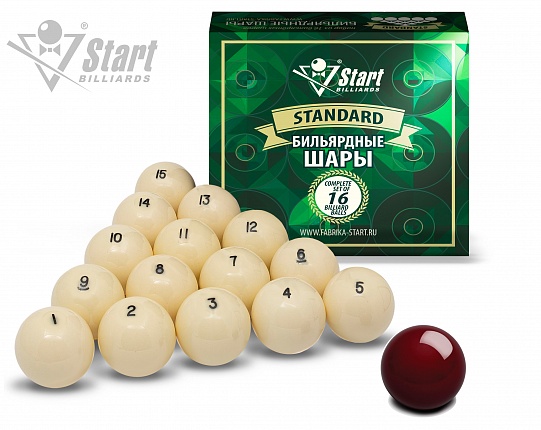 Start
BILLIARDS
Start
BILLIARDS
STANDARD
БИЛЬЯРДНЫЕ
ШАРЫ
COMPLETE
SET OF
16
BILLIARD
BALLS
WWW.FABRIKA-START.RU
15
14
13
10
11
12
9
8
7
6
1
2
3
4
5